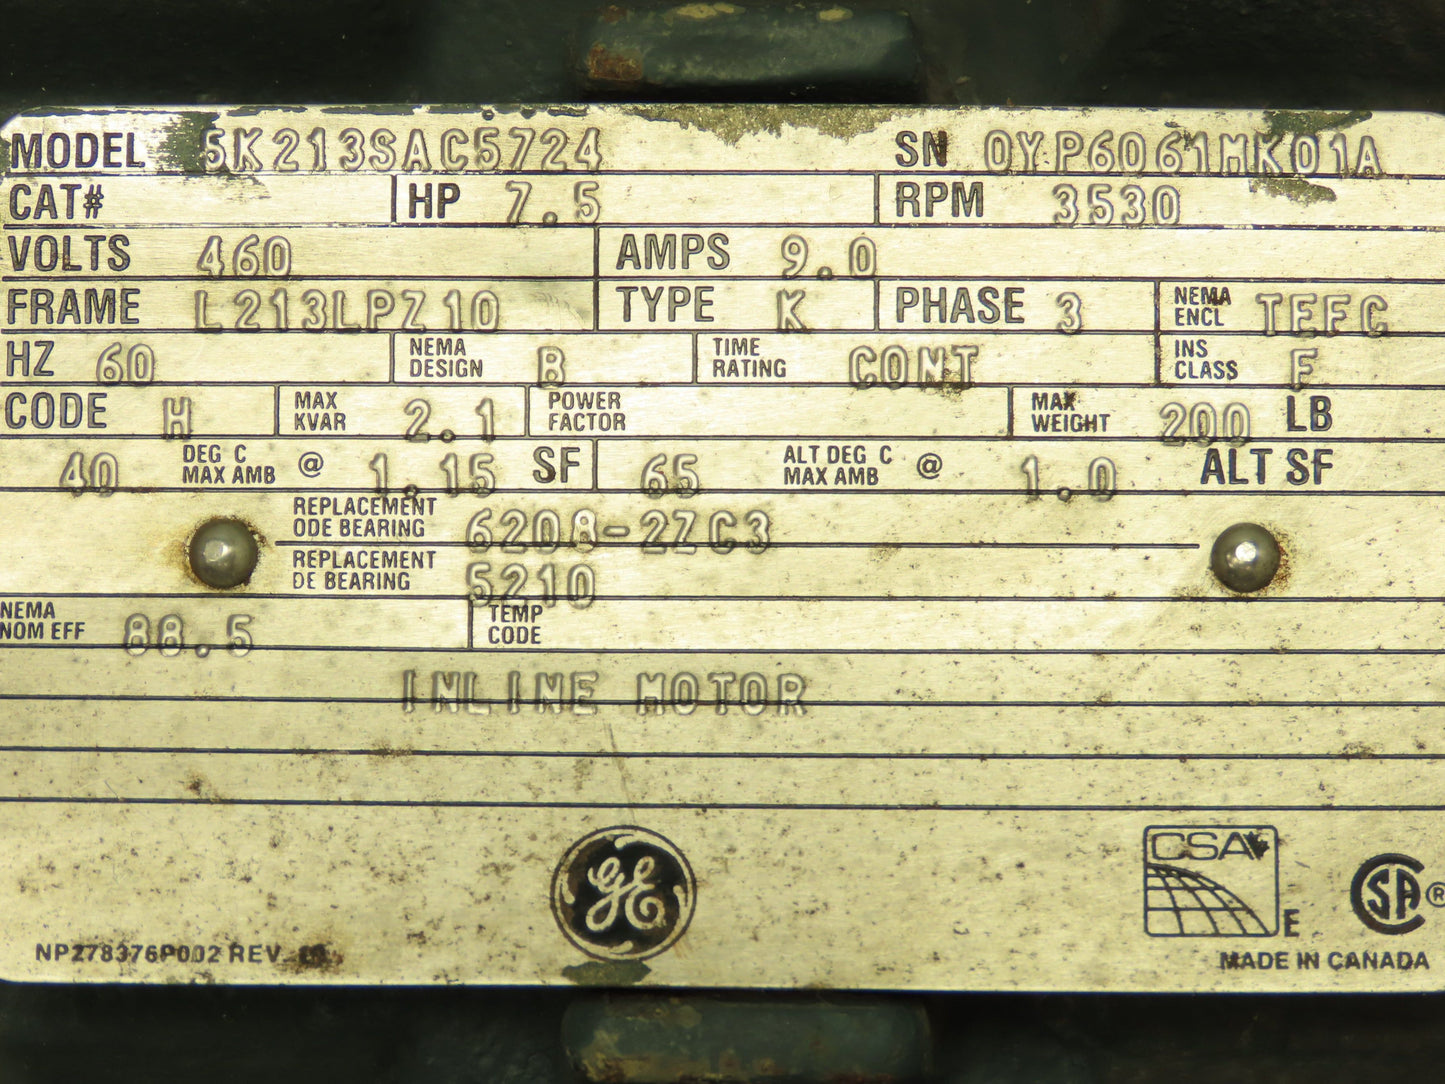 MODEL 5K213SAC5724 SN 0YP6061MK01A
CAT# HP 7.5 RPM 3530
VOLTS 460 AMPS 9.0
FRAME L213LPZ10 TYPE K PHASE 3 NEMA ENCL TEFC
HZ 60 NEMA DESIGN B TIME RATING CONT INS CLASS F
CODE H MAX KVAR 2.1 POWER FACTOR MAX WEIGHT 200 LB
40 DEG C MAX AMB @ 1.15 SF 65 ALT DEG C MAX AMB @ 1.0 ALT SF
REPLACEMENT ODE BEARING 6208-2ZC3
REPLACEMENT DE BEARING 5210
NEMA NOM EFF 88.5 TEMP CODE
INLINE MOTOR
GE
CSA
E
SA ®
NP278376P002 REV.
MADE IN CANADA